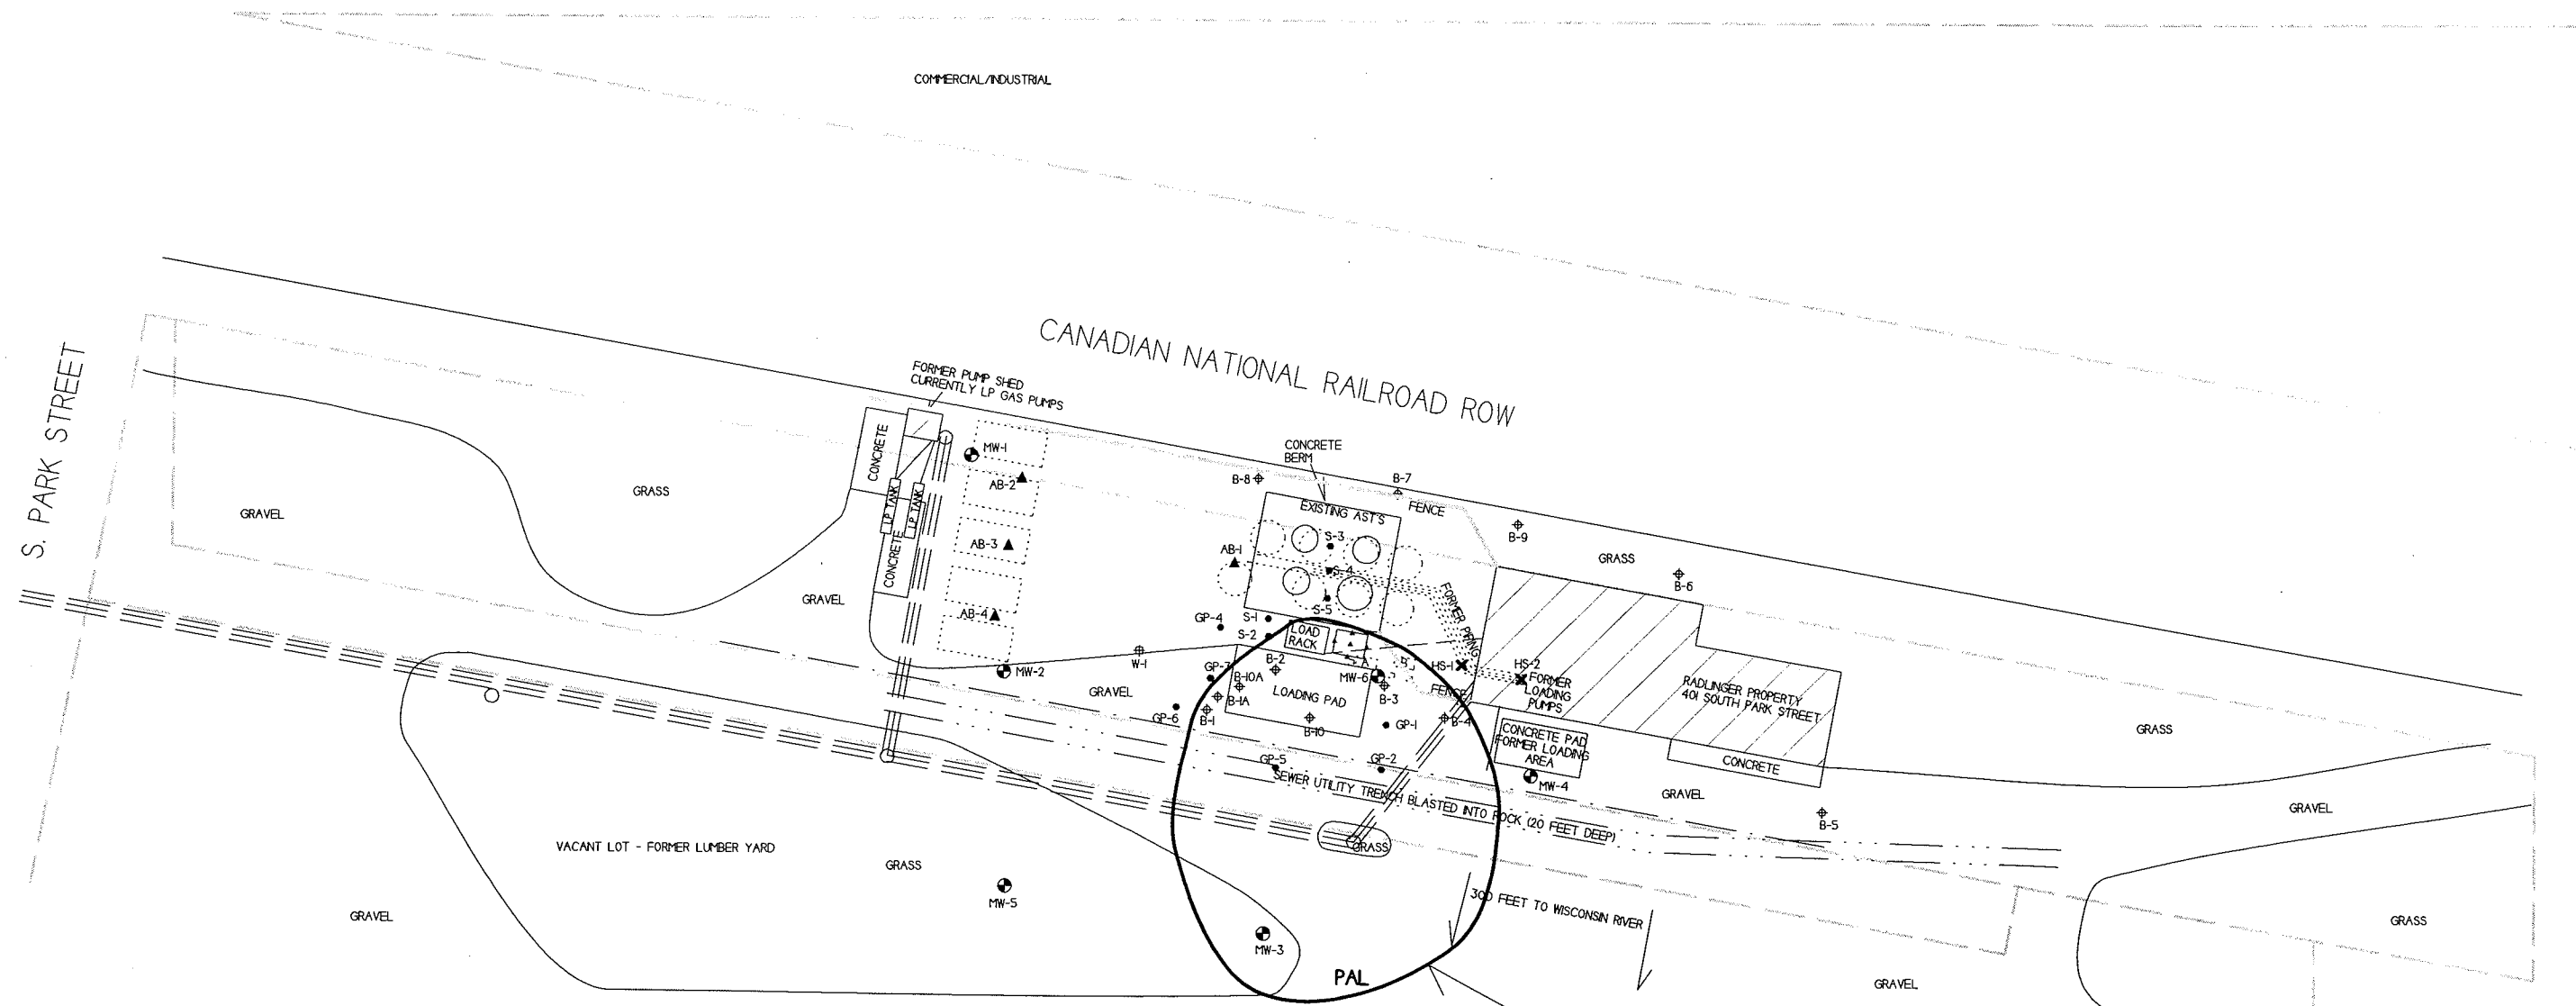 COMMERCIAL/INDUSTRIAL
CANADIAN NATIONAL RAILROAD ROW
S. PARK STREET
FORMER PUMP SHED
CURRENTLY LP GAS PUMPS
CONCRETE
MW-1
CONCRETE
BERM
B-7
B-8
FENCE
AB-2
GRASS
LP TANK
LP TANK
GRAVEL
EXISTING AST'S
B-9
S-3
AB-3
AB-1
GRASS
CONCRETE
S-4
B-6
GRAVEL
S-5
FORMER PIPING
AB-4
GP-4
S-1
S-2
LOAD
RACK
W-1
B-2
GP-7
HS-1
HS-2
MW-2
B-10A
MW-6
FORMER
LOADING
PUMPS
GRAVEL
B-1A
LOADING PAD
B-3
FENCE
RADLINGER PROPERTY
401 SOUTH PARK STREET
GP-6
B-1
B-10
GP-1
B-4
CONCRETE PAD
FORMER LOADING
AREA
GRASS
GP-5
GP-2
CONCRETE
SEWER UTILITY TRENCH BLASTED INTO ROCK (20 FEET DEEP)
MW-4
GRAVEL
GRAVEL
B-5
GRASS
VACANT LOT - FORMER LUMBER YARD
GRASS
MW-5
300 FEET TO WISCONSIN RIVER
GRAVEL
GRASS
MW-3
PAL
GRAVEL